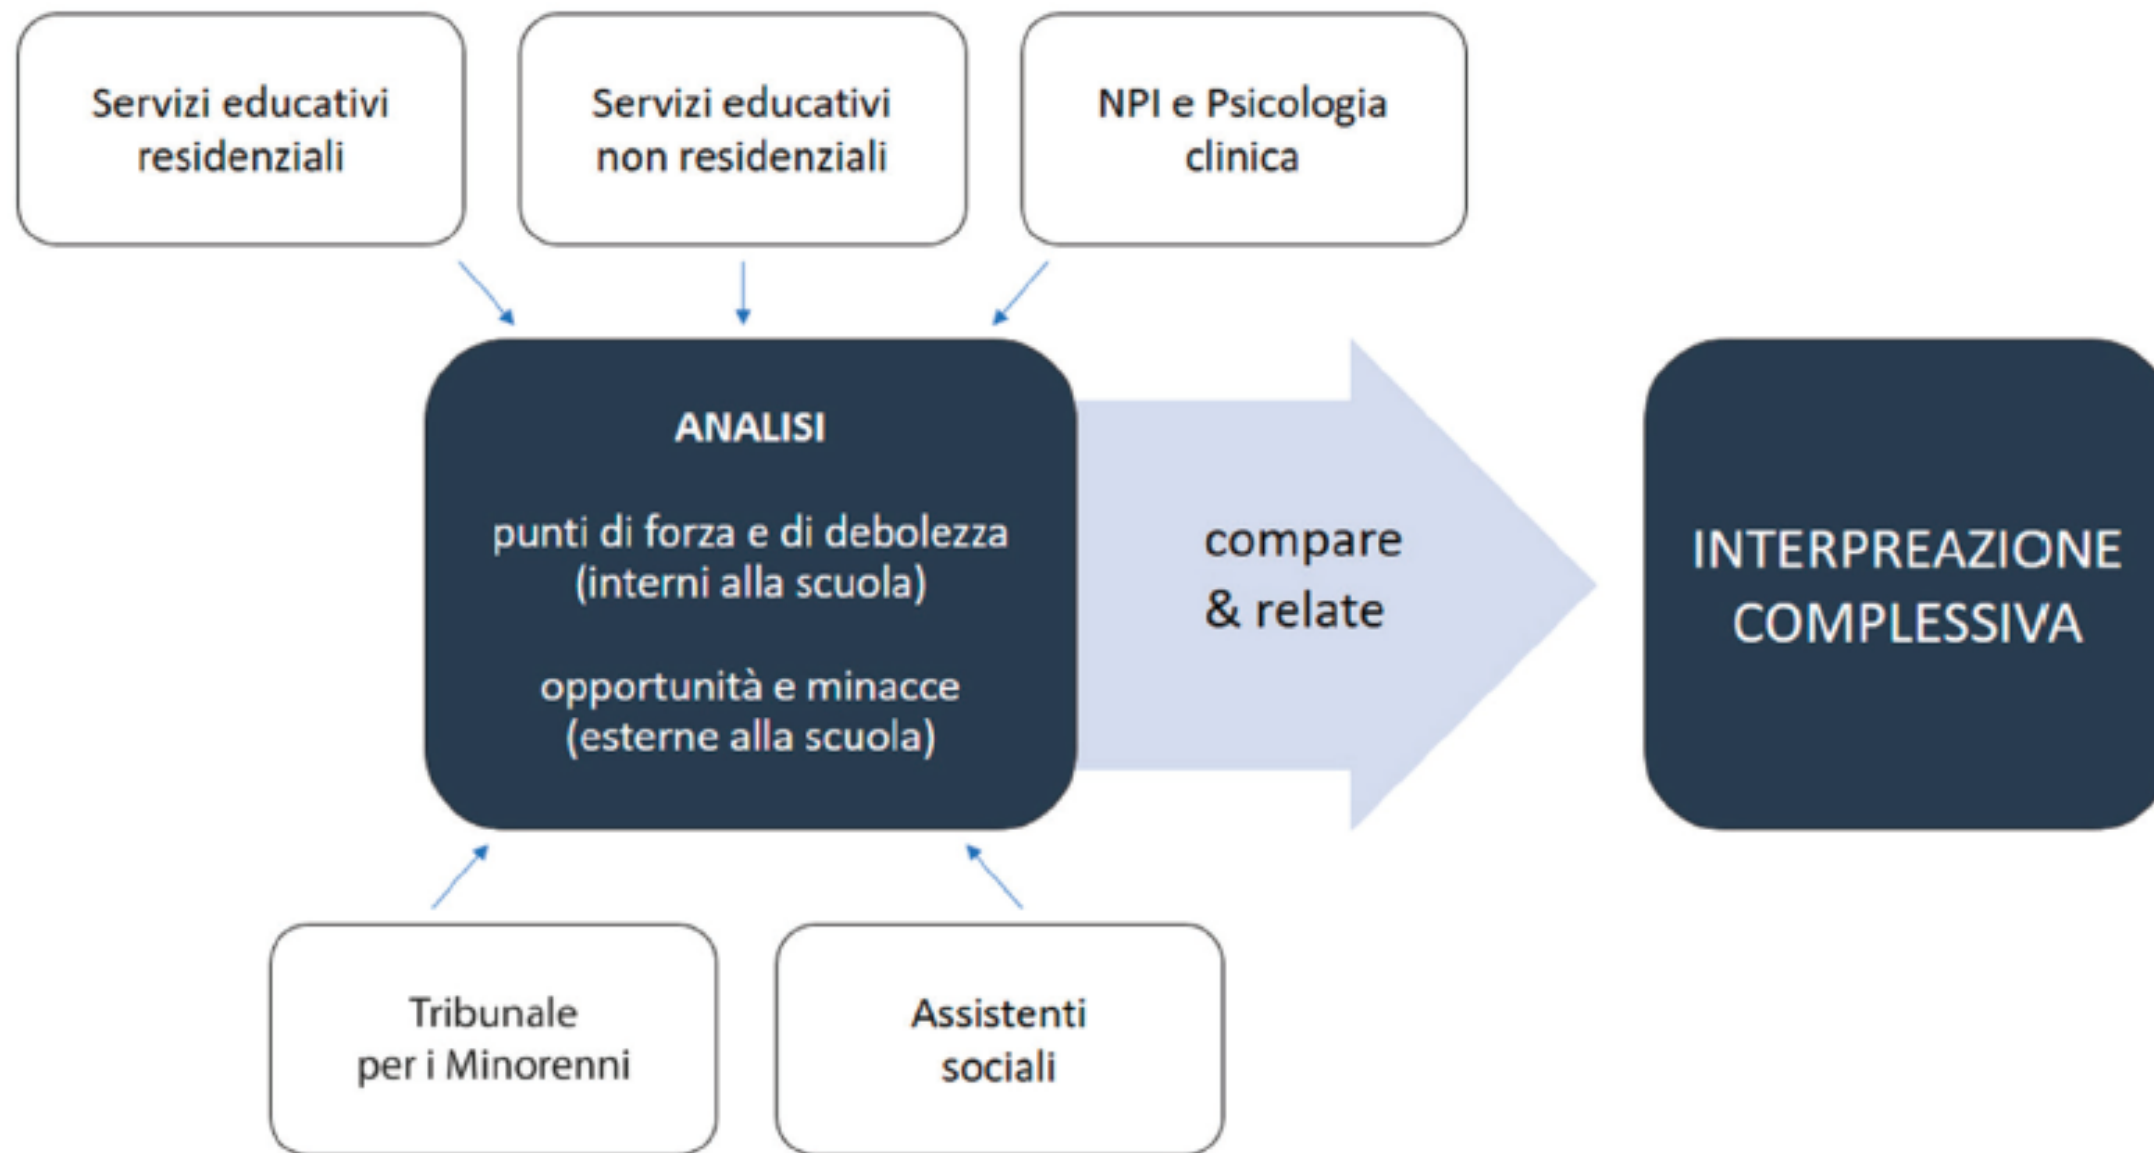 Servizi educativi
residenziali
Servizi educativi
non residenziali
NPI e Psicologia
clinica
ANALISI
punti di forza e di debolezza
(interni alla scuola)
opportunità e minacce
(esterne alla scuola)
compare
& relate
INTERPREAZIONE
COMPLESSIVA
Tribunale
per i Minorenni
Assistenti
sociali